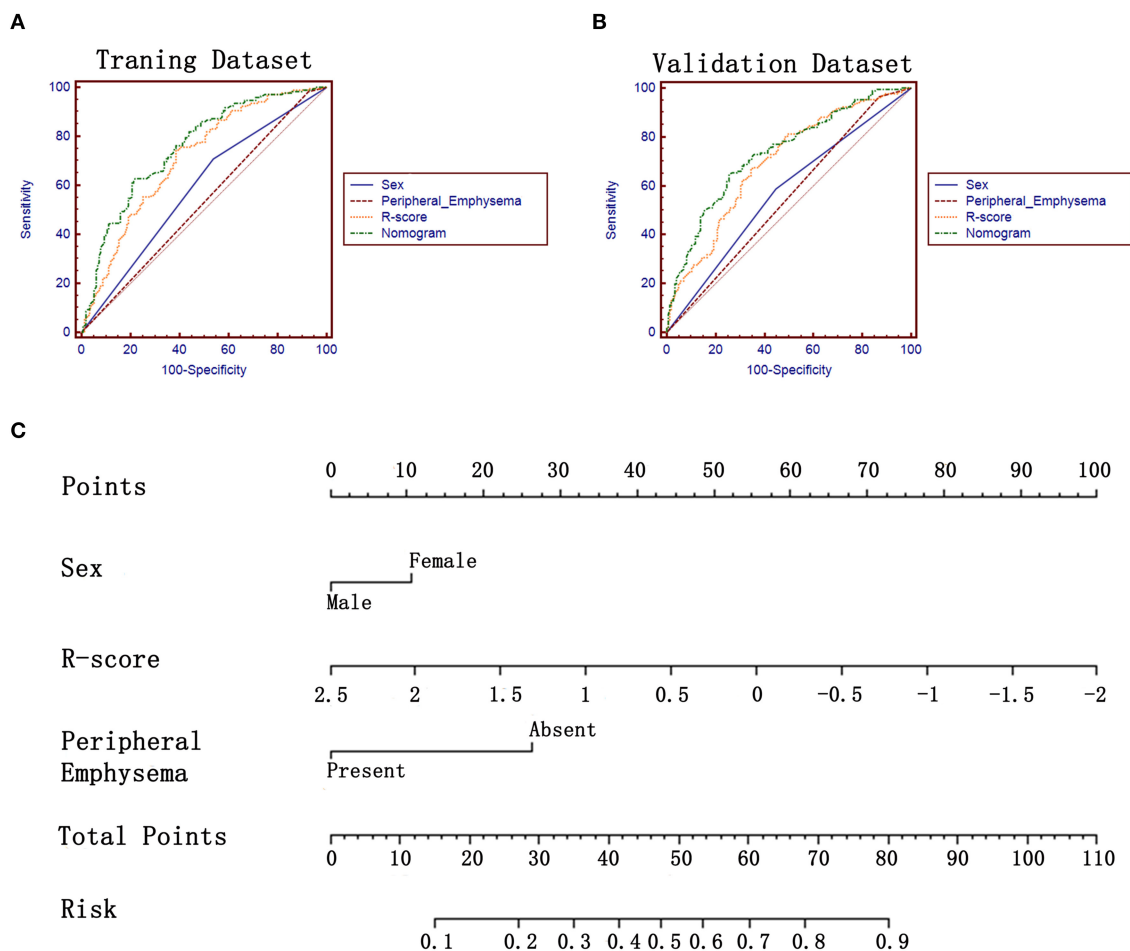 A
Traning Dataset
100
80
60
40
20
0
Sensitivity
0 20 40 60 80 100
100-Specificity
Sex
Peripheral_Emphysema
R-score
Nomogram
B
Validation Dataset
100
80
60
40
20
0
Sensitivity
0 20 40 60 80 100
100-Specificity
Sex
Peripheral_Emphysema
R-score
Nomogram
C
Points
0 10 20 30 40 50 60 70 80 90 100
Sex
Female
Male
R-score
2.5 2 1.5 1 0.5 0 -0.5 -1 -1.5 -2
Peripheral
Emphysema
Absent
Present
Total Points
0 10 20 30 40 50 60 70 80 90 100 110
Risk
0.1 0.2 0.3 0.4 0.5 0.6 0.7 0.8 0.9